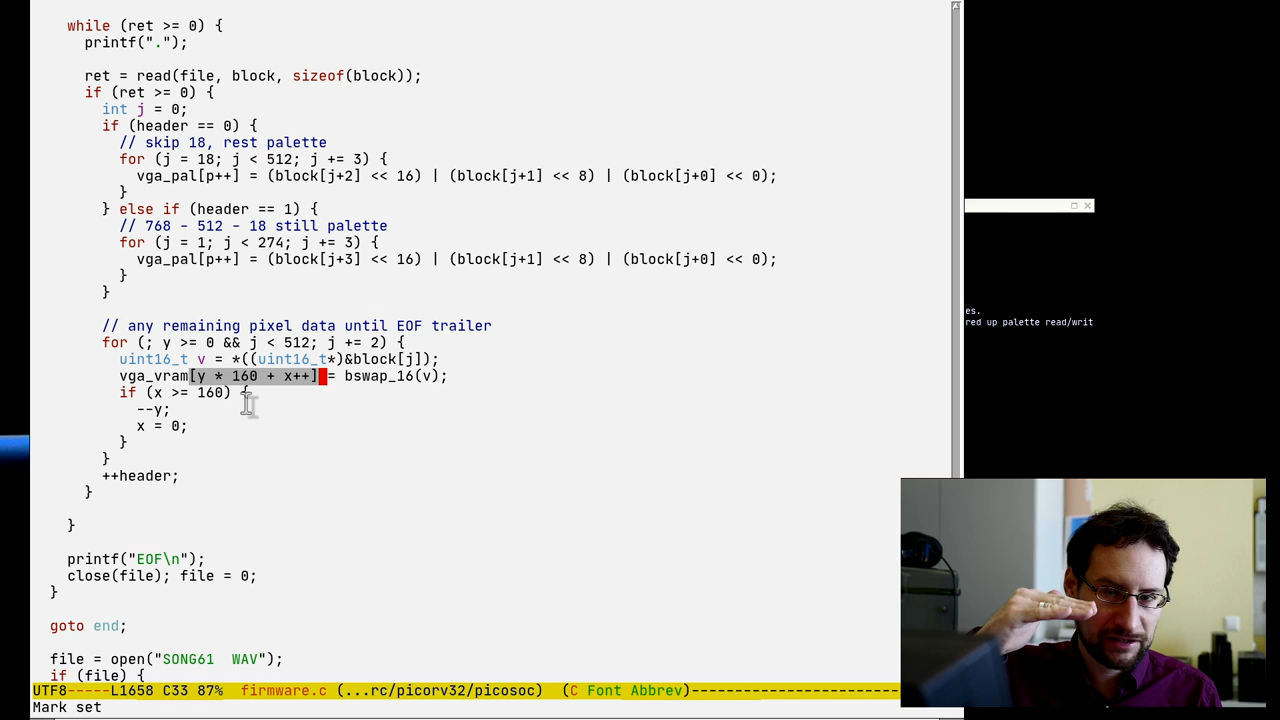 while (ret >= 0) {
printf(".");
ret = read(file, block, sizeof(block));
if (ret >= 0) {
int j = 0;
if (header == 0) {
// skip 18, rest palette
for (j = 18; j < 512; j += 3) {
vga_pal[p++] = (block[j+2] << 16) | (block[j+1] << 8) | (block[j+0] << 0);
}
} else if (header == 1) {
// 768 - 512 - 18 still palette
for (j = 1; j < 274; j += 3) {
vga_pal[p++] = (block[j+3] << 16) | (block[j+1] << 8) | (block[j+0] << 0);
}
}
// any remaining pixel data until EOF trailer
for (; y >= 0 && j < 512; j += 2) {
uint16_t v = *((uint16_t*)&block[j]);
vga_vram[y * 160 + x++] = bswap_16(v);
if (x >= 160) {
--y;
x = 0;
}
}
++header;
}
}
printf("EOF\n");
close(file); file = 0;
}
goto end;
file = open("SONG61  WAV");
if (file) {
UTF8-----L1658 C33 87%  firmware.c (...rc/picorv32/picosoc)  (C Font Abbrev)-------------------------
Mark set
es.
red up palette read/writ